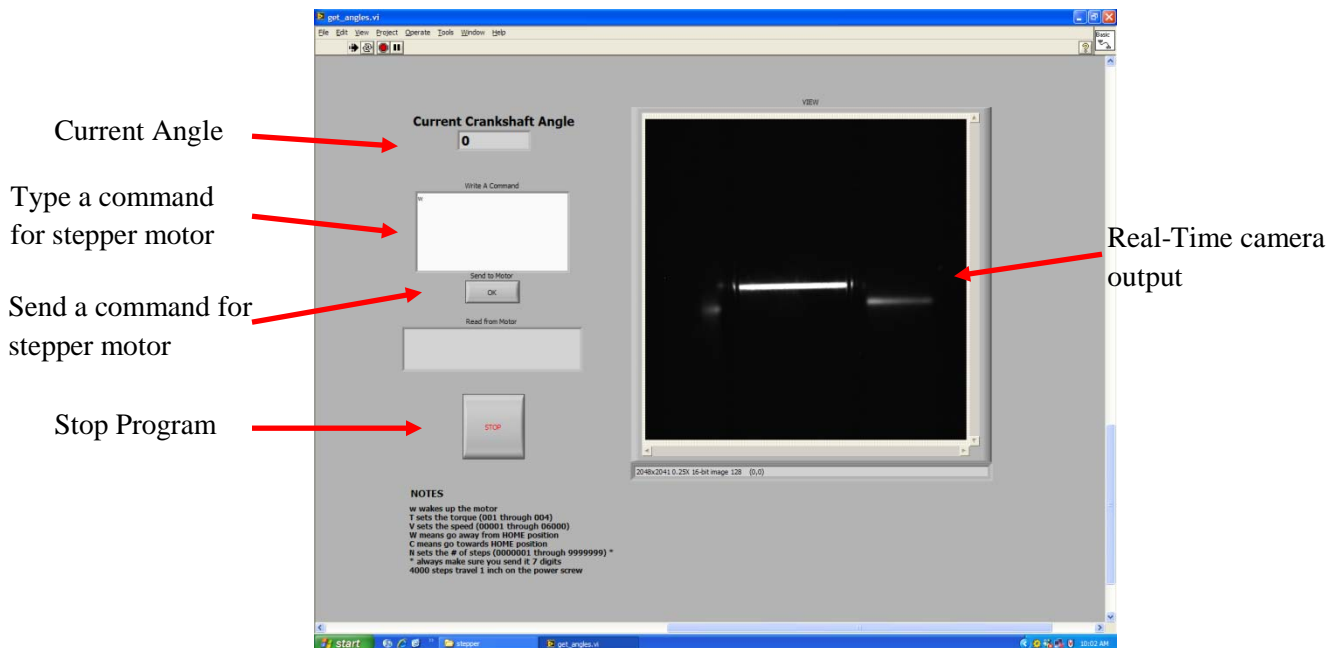 get_angles.vi
File Edit View Project Operate Tools Window Help
Basic
VIEW
Current Angle
Current Crankshaft Angle
0
Type a command
for stepper motor
Write A Command
w
Real-Time camera
output
Send to Motor
OK
Send a command for
stepper motor
Read from Motor
Stop Program
STOP
2048x2041 0.25X 16-bit image 128 (0,0)
NOTES
w wakes up the motor
T sets the torque (001 through 004)
V sets the speed (00001 through 06000)
W means go away from HOME position
C means go towards HOME position
N sets the # of steps (0000001 through 9999999) *
* always make sure you send it 7 digits
4000 steps travel 1 inch on the power screw
start
stepper
get_angles.vi
10:02 AM